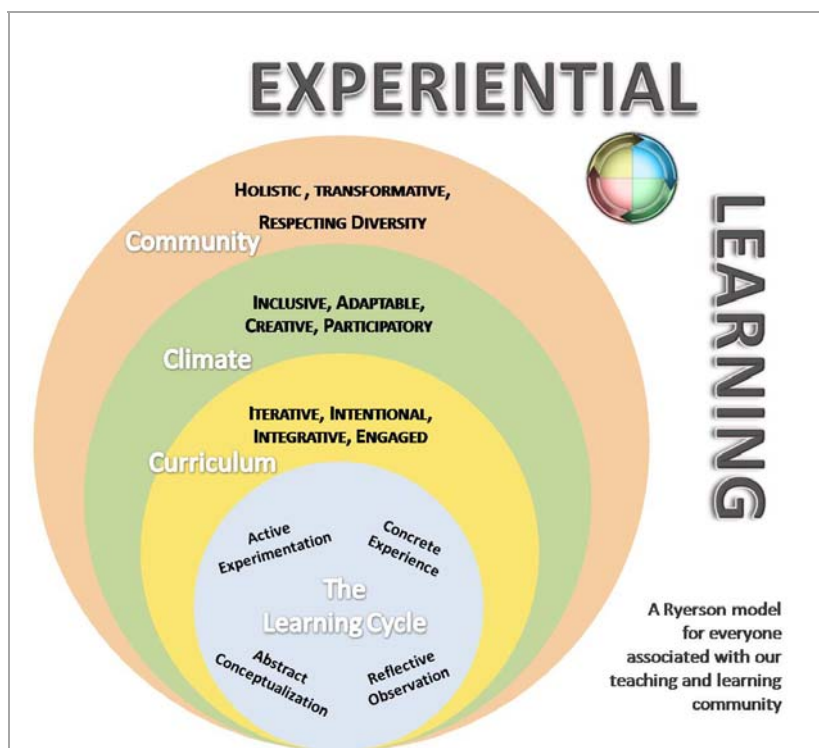 EXPERIENTIAL
LEARNING
HOLISTIC , TRANSFORMATIVE,
RESPECTING DIVERSITY
Community
INCLUSIVE, ADAPTABLE,
CREATIVE, PARTICIPATORY
Climate
ITERATIVE, INTENTIONAL,
INTEGRATIVE, ENGAGED
Curriculum
Active
Experimentation
Concrete
Experience
The
Learning Cycle
Abstract
Conceptualization
Reflective
Observation
A Ryerson model
for everyone
associated with our
teaching and learning
community